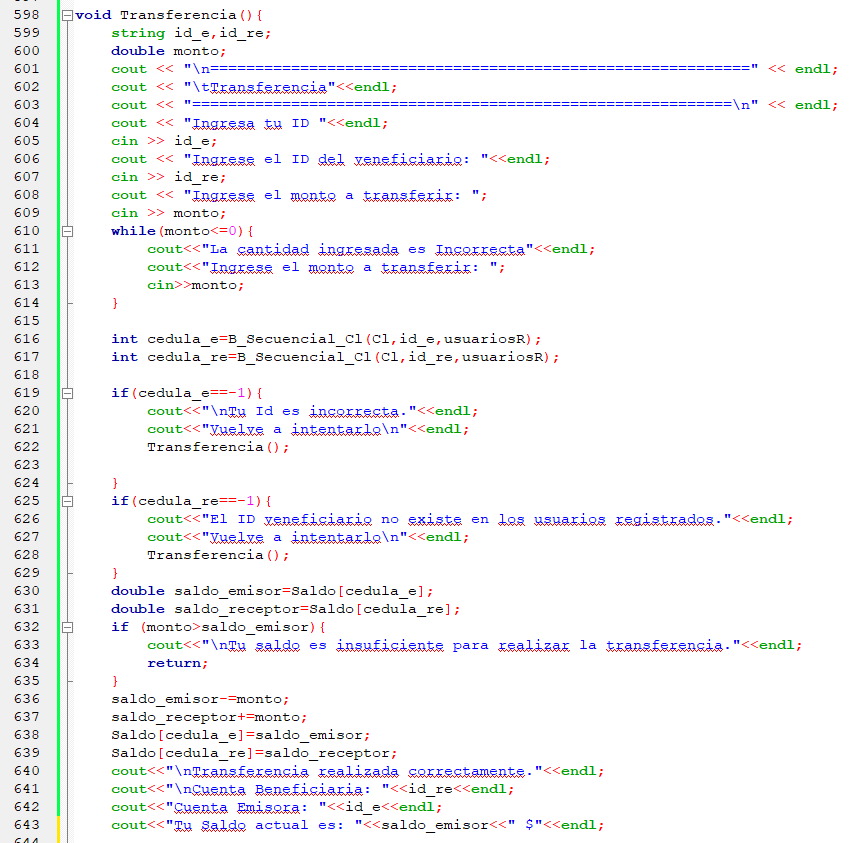 598 void Transferencia(){
599 string id_e,id_re;
600 double monto;
601 cout << "\n============================================================" << endl;
602 cout << "\tTransferencia"<<endl;
603 cout << "============================================================\n" << endl;
604 cout << "Ingresa tu ID "<<endl;
605 cin >> id_e;
606 cout << "Ingrese el ID del veneficiario: "<<endl;
607 cin >> id_re;
608 cout << "Ingrese el monto a transferir: ";
609 cin >> monto;
610 while(monto<=0){
611 cout<<"La cantidad ingresada es Incorrecta"<<endl;
612 cout<<"Ingrese el monto a transferir: ";
613 cin>>monto;
614 }
615
616 int cedula_e=B_Secuencial_Cl(Cl,id_e,usuariosR);
617 int cedula_re=B_Secuencial_Cl(Cl,id_re,usuariosR);
618
619 if(cedula_e==-1){
620 cout<<"\nTu Id es incorrecta."<<endl;
621 cout<<"Vuelve a intentarlo\n"<<endl;
622 Transferencia();
623
624 }
625 if(cedula_re==-1){
626 cout<<"El ID veneficiario no existe en los usuarios registrados."<<endl;
627 cout<<"Vuelve a intentarlo\n"<<endl;
628 Transferencia();
629 }
630 double saldo_emisor=Saldo[cedula_e];
631 double saldo_receptor=Saldo[cedula_re];
632 if (monto>saldo_emisor){
633 cout<<"\nTu saldo es insuficiente para realizar la transferencia."<<endl;
634 return;
635 }
636 saldo_emisor-=monto;
637 saldo_receptor+=monto;
638 Saldo[cedula_e]=saldo_emisor;
639 Saldo[cedula_re]=saldo_receptor;
640 cout<<"\nTransferencia realizada correctamente."<<endl;
641 cout<<"\nCuenta Beneficiaria: "<<id_re<<endl;
642 cout<<"Cuenta Emisora: "<<id_e<<endl;
643 cout<<"Tu Saldo actual es: "<<saldo_emisor<<" $"<<endl;